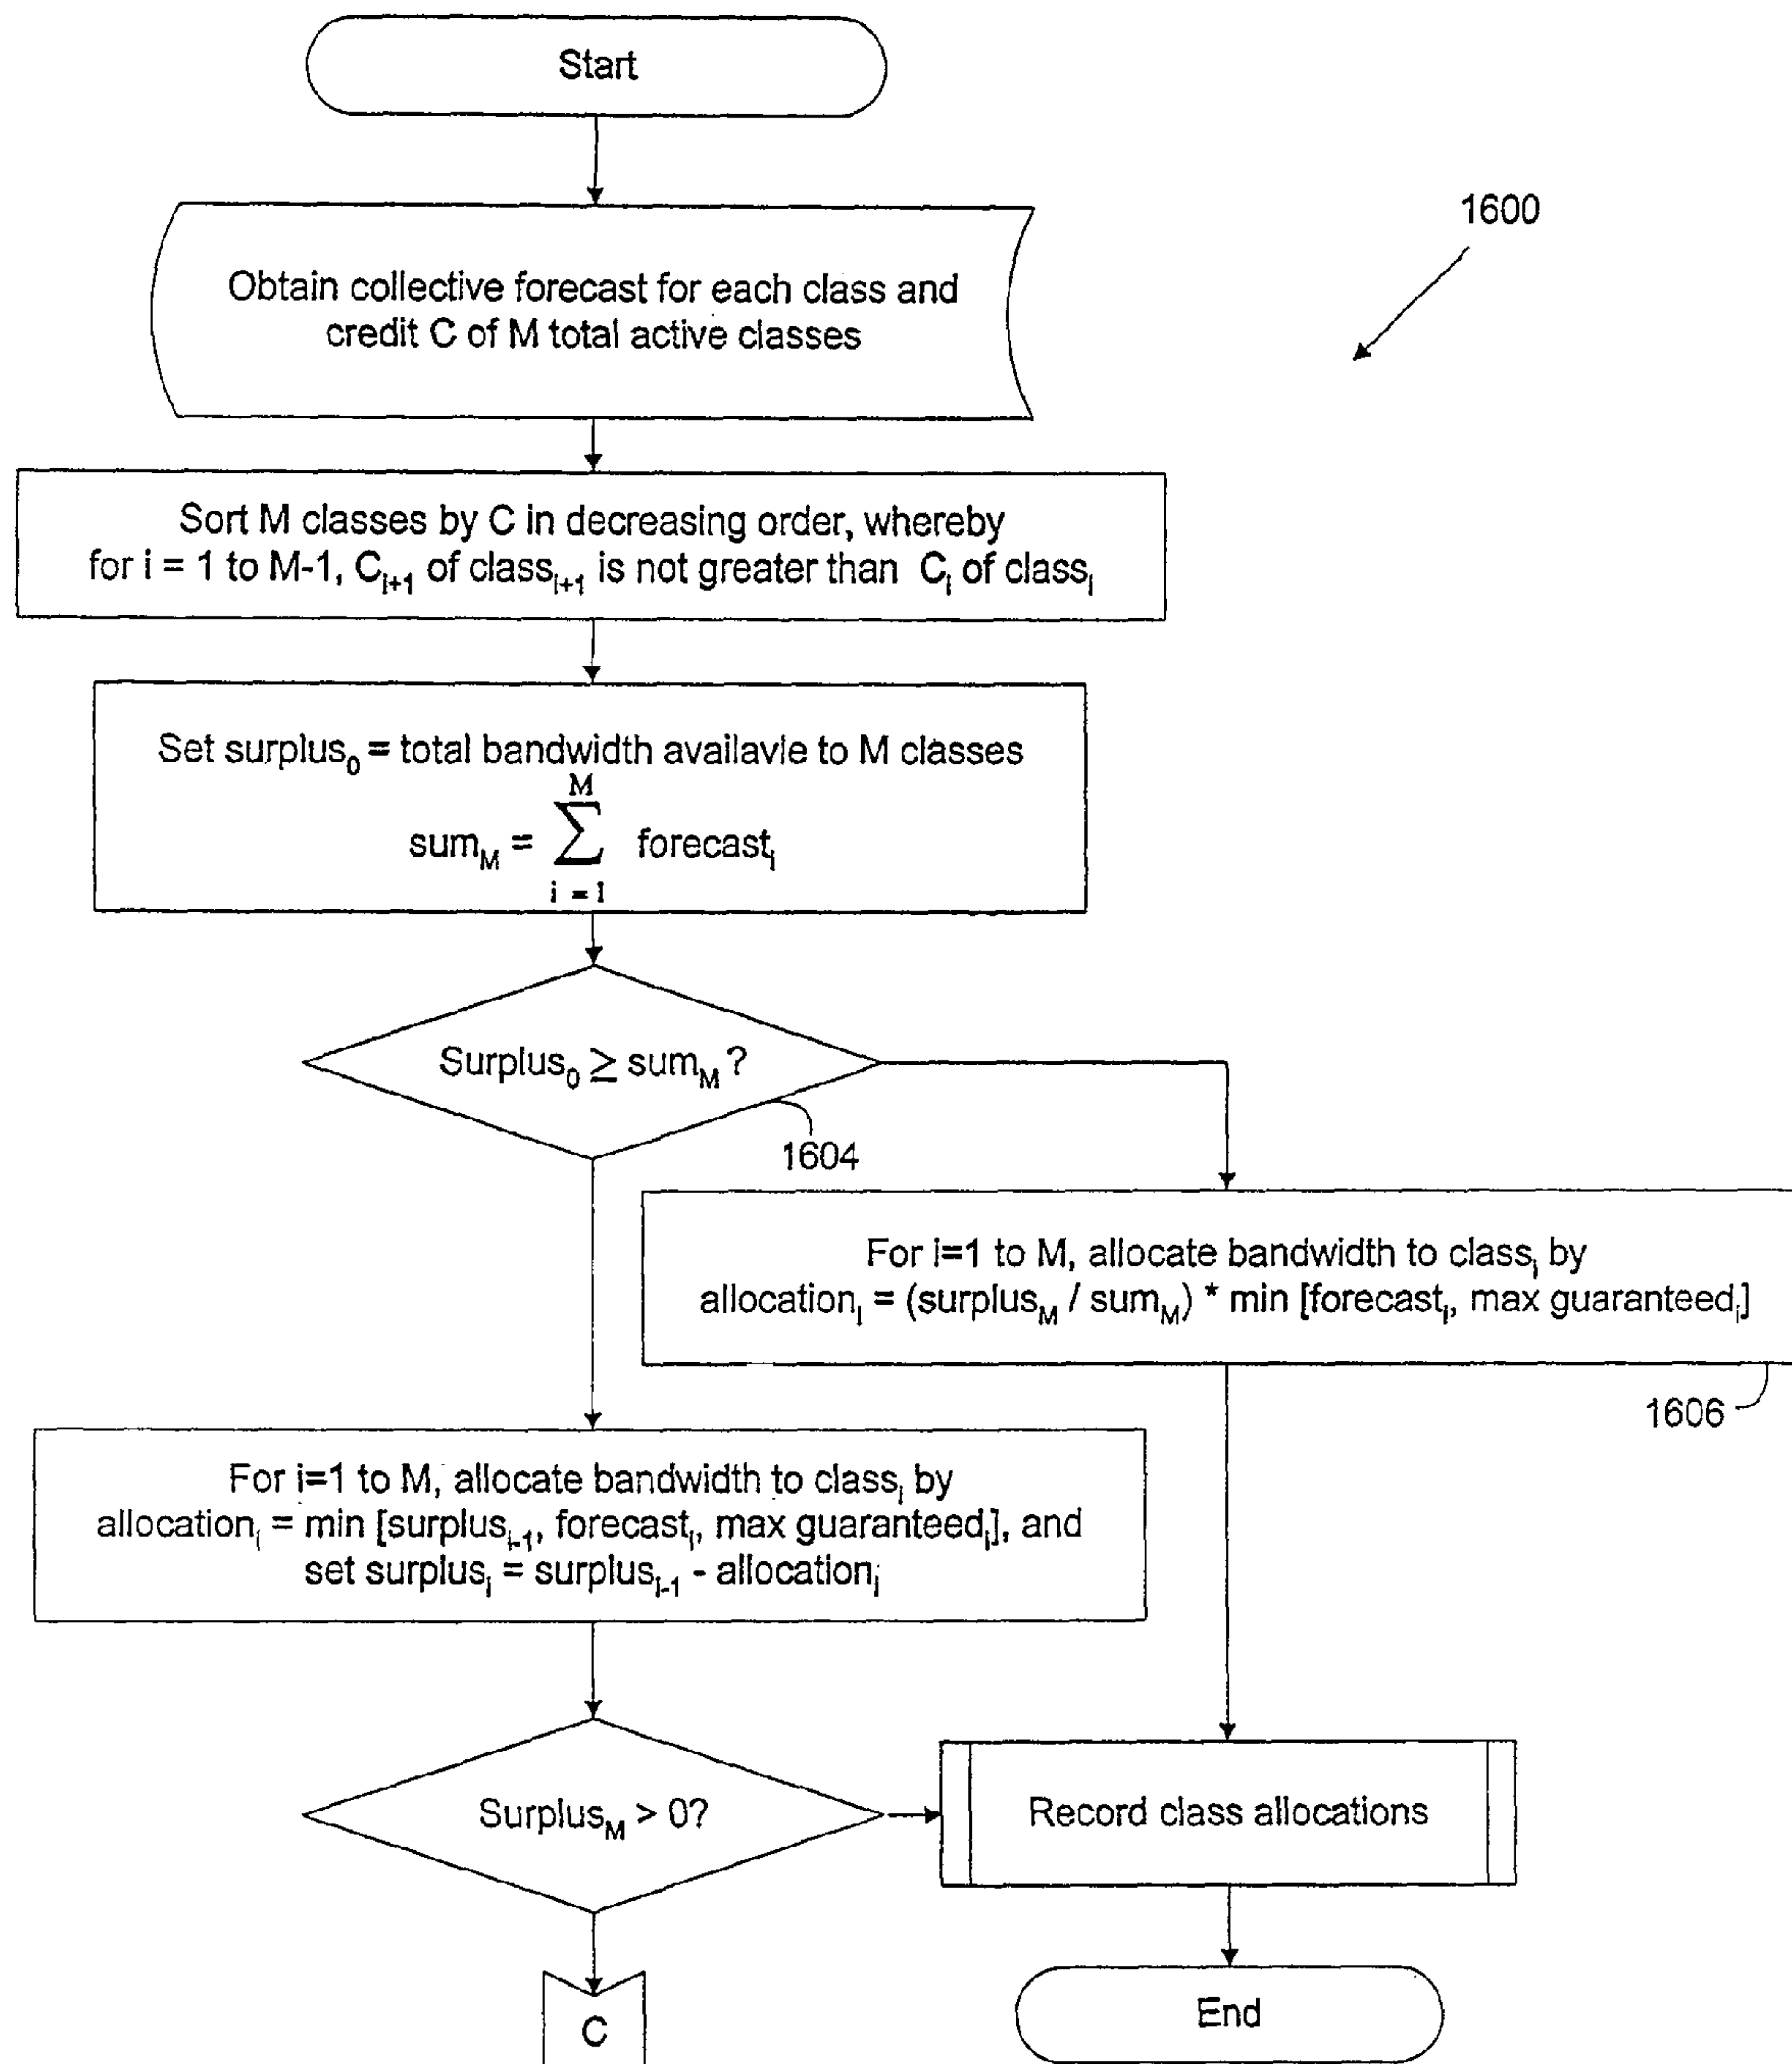 Start
1600
Obtain collective forecast for each class and
credit C of M total active classes
Sort M classes by C in decreasing order, whereby
for i = 1 to M-1, C_{i+1} of class_{i+1} is not greater than C_i of class_i
Set surplus_0 = total bandwidth availavle to M classes
M
sum_M = ∑ forecast_i
i = 1
Surplus_0 ≥ sum_M ?
1604
For i=1 to M, allocate bandwidth to class_i by
allocation_i = (surplus_M / sum_M) * min [forecast_i, max guaranteed_i]
1606
For i=1 to M, allocate bandwidth to class_i by
allocation_i = min [surplus_{i-1}, forecast_i, max guaranteed_i], and
set surplus_i = surplus_{i-1} - allocation_i
Surplus_M > 0?
Record class allocations
C
End